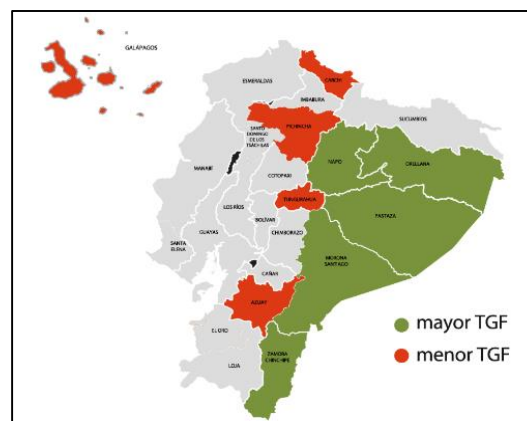 GALÁPAGOS
ESMERALDAS
CARCHI
IMBABURA
SUCUMBÍOS
PICHINCHA
SANTO
DOMINGO
DE LOS
TSÁCHILAS
NAPO
ORELLANA
MANABÍ
COTOPAXI
TUNGURAHUA
LOS RÍOS
PASTAZA
BOLÍVAR
GUAYAS
CHIMBORAZO
SANTA
ELENA
MORONA
SANTIAGO
CAÑAR
AZUAY
mayor TGF
EL ORO
menor TGF
ZAMORA
CHINCHIPE
LOJA